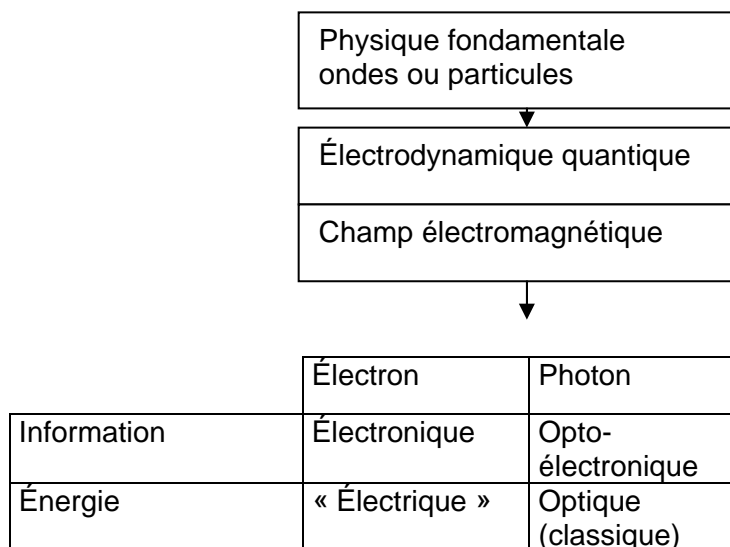 Physique fondamentale
ondes ou particules
Électrodynamique quantique
Champ électromagnétique
Électron Photon
Information Électronique Opto-
électronique
Énergie « Électrique » Optique
(classique)